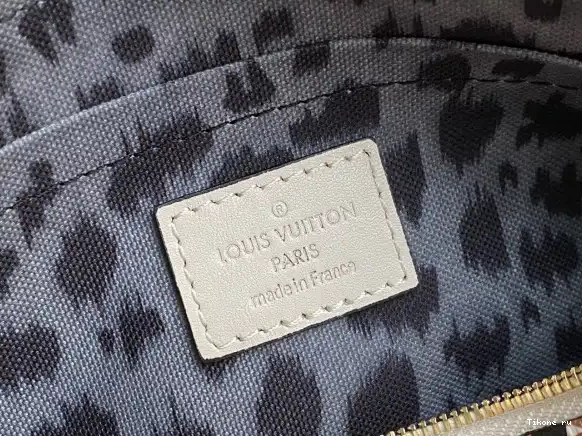 ®
LOUIS VUITTON
PARIS
made in France
Tikone ru